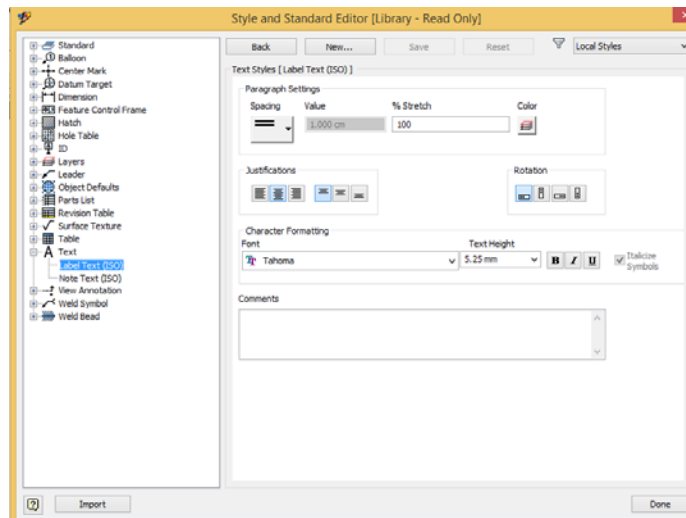 Style and Standard Editor [Library - Read Only]
Back New... Save Reset Local Styles
Standard
Balloon
Center Mark
Datum Target
Dimension
Feature Control Frame
Hatch
Hole Table
ID
Layers
Leader
Object Defaults
Parts List
Revision Table
Surface Texture
Table
Text
Label Text (ISO)
Note Text (ISO)
View Annotation
Weld Symbol
Weld Bead
Text Styles [ Label Text (ISO) ]
Paragraph Settings
Spacing Value % Stretch Color
1.000 cm 100
Justifications Rotation
Character Formatting
Font Text Height
Tahoma 5.25 mm B I U Italicize Symbols
Comments
Import Done